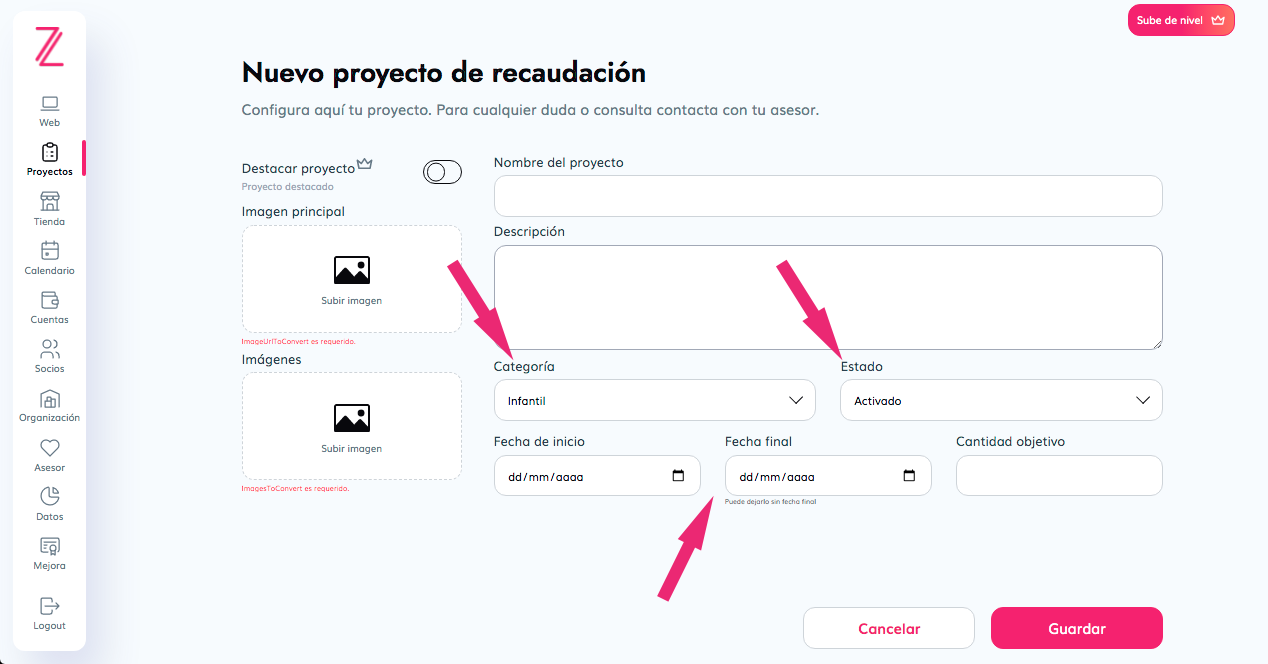 Sube de nivel
Nuevo proyecto de recaudación
Configura aquí tu proyecto. Para cualquier duda o consulta contacta con tu asesor.
Web
Proyectos
Tienda
Calendario
Cuentas
Socios
Organización
Asesor
Datos
Mejora
Logout
Destacar proyecto
Proyecto destacado
Imagen principal
Subir imagen
ImageUrlToConvert es requerido.
Imágenes
Subir imagen
ImagesToConvert es requerido.
Nombre del proyecto
Descripción
Categoría
Estado
Infantil
Activado
Fecha de inicio
Fecha final
Cantidad objetivo
dd/mm/aaaa
dd/mm/aaaa
Puede dejarlo sin fecha final
Cancelar
Guardar